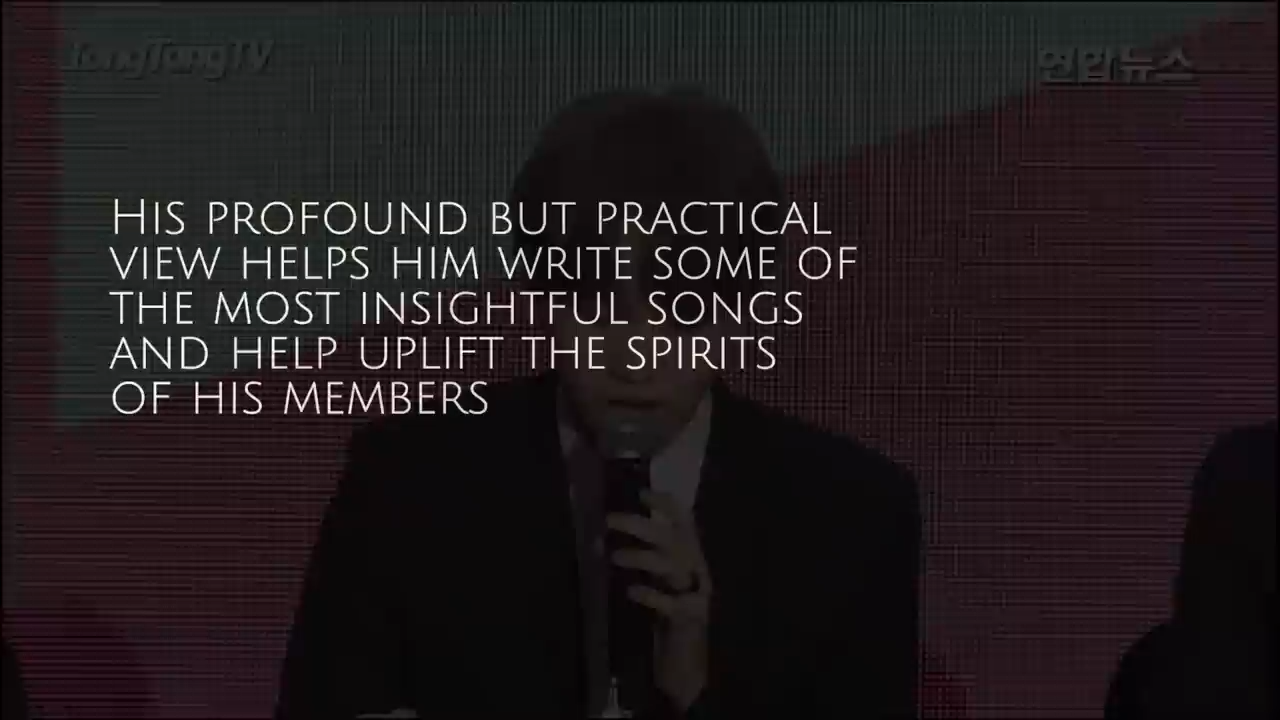 TongTongTV
연합뉴스
HIS PROFOUND BUT PRACTICAL
VIEW HELPS HIM WRITE SOME OF
THE MOST INSIGHTFUL SONGS
AND HELP UPLIFT THE SPIRITS
OF HIS MEMBERS